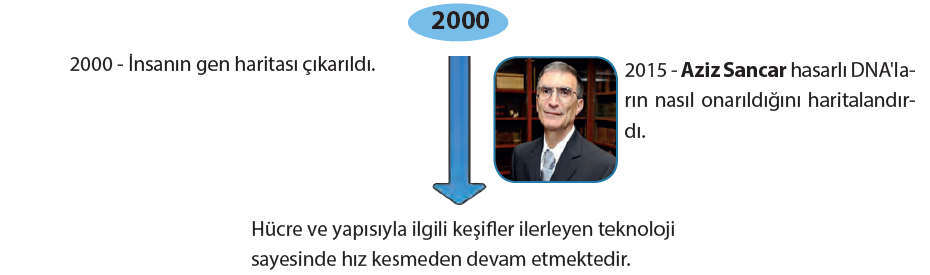 2000
2000 - İnsanın gen haritası çıkarıldı.
2015 - Aziz Sancar hasarlı DNA'la-
rın nasıl onarıldığını haritalandır-
dı.
Hücre ve yapısıyla ilgili keşifler ilerleyen teknoloji
sayesinde hız kesmeden devam etmektedir.